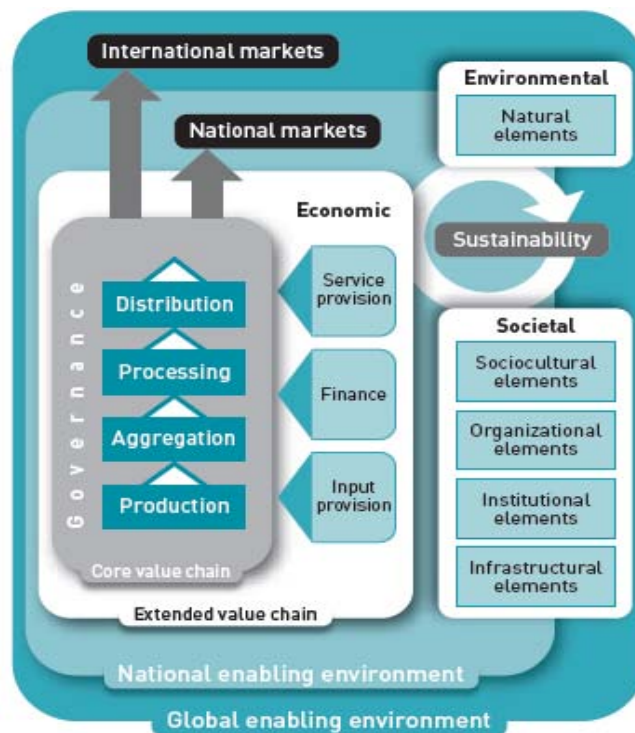 International markets
National markets
Environmental
Natural
elements
Economic
Sustainability
Governance
Distribution
Processing
Aggregation
Production
Service
provision
Finance
Input
provision
Societal
Sociocultural
elements
Organizational
elements
Institutional
elements
Infrastructural
elements
Core value chain
Extended value chain
National enabling environment
Global enabling environment